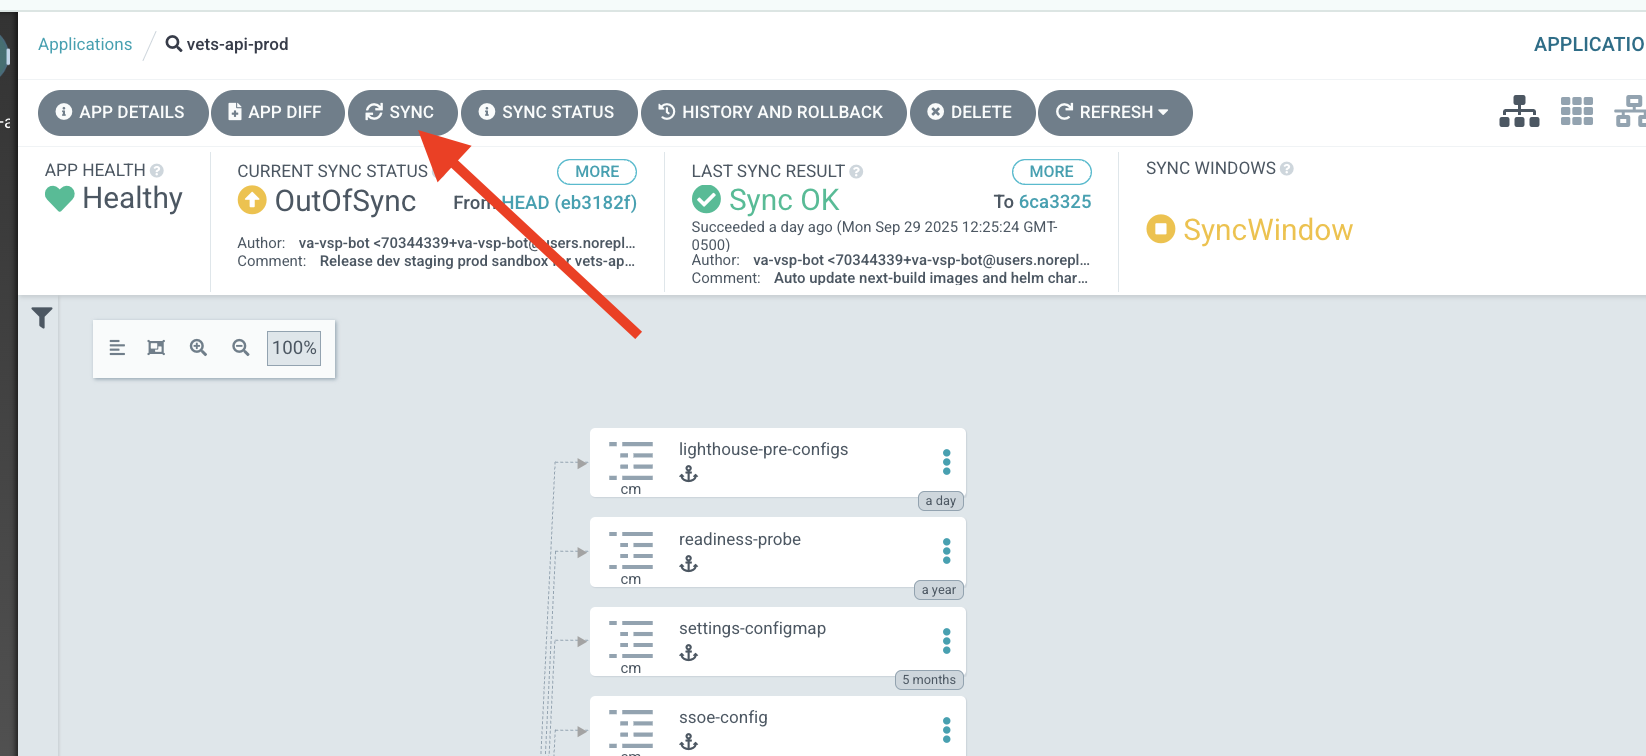 Applications / vets-api-prod
APPLICATIO
APP DETAILS APP DIFF SYNC SYNC STATUS HISTORY AND ROLLBACK DELETE REFRESH
APP HEALTH
Healthy
CURRENT SYNC STATUS MORE
OutOfSync From HEAD (eb3182f)
Author: va-vsp-bot <70344339+va-vsp-bot@users.norepl...
Comment: Release dev staging prod sandbox for vets-ap...
LAST SYNC RESULT MORE
Sync OK To 6ca3325
Succeeded a day ago (Mon Sep 29 2025 12:25:24 GMT-
0500)
Author: va-vsp-bot <70344339+va-vsp-bot@users.norepl...
Comment: Auto update next-build images and helm char...
SYNC WINDOWS
SyncWindow
100%
lighthouse-pre-configs
cm
a day
readiness-probe
cm
a year
settings-configmap
cm
5 months
ssoe-config